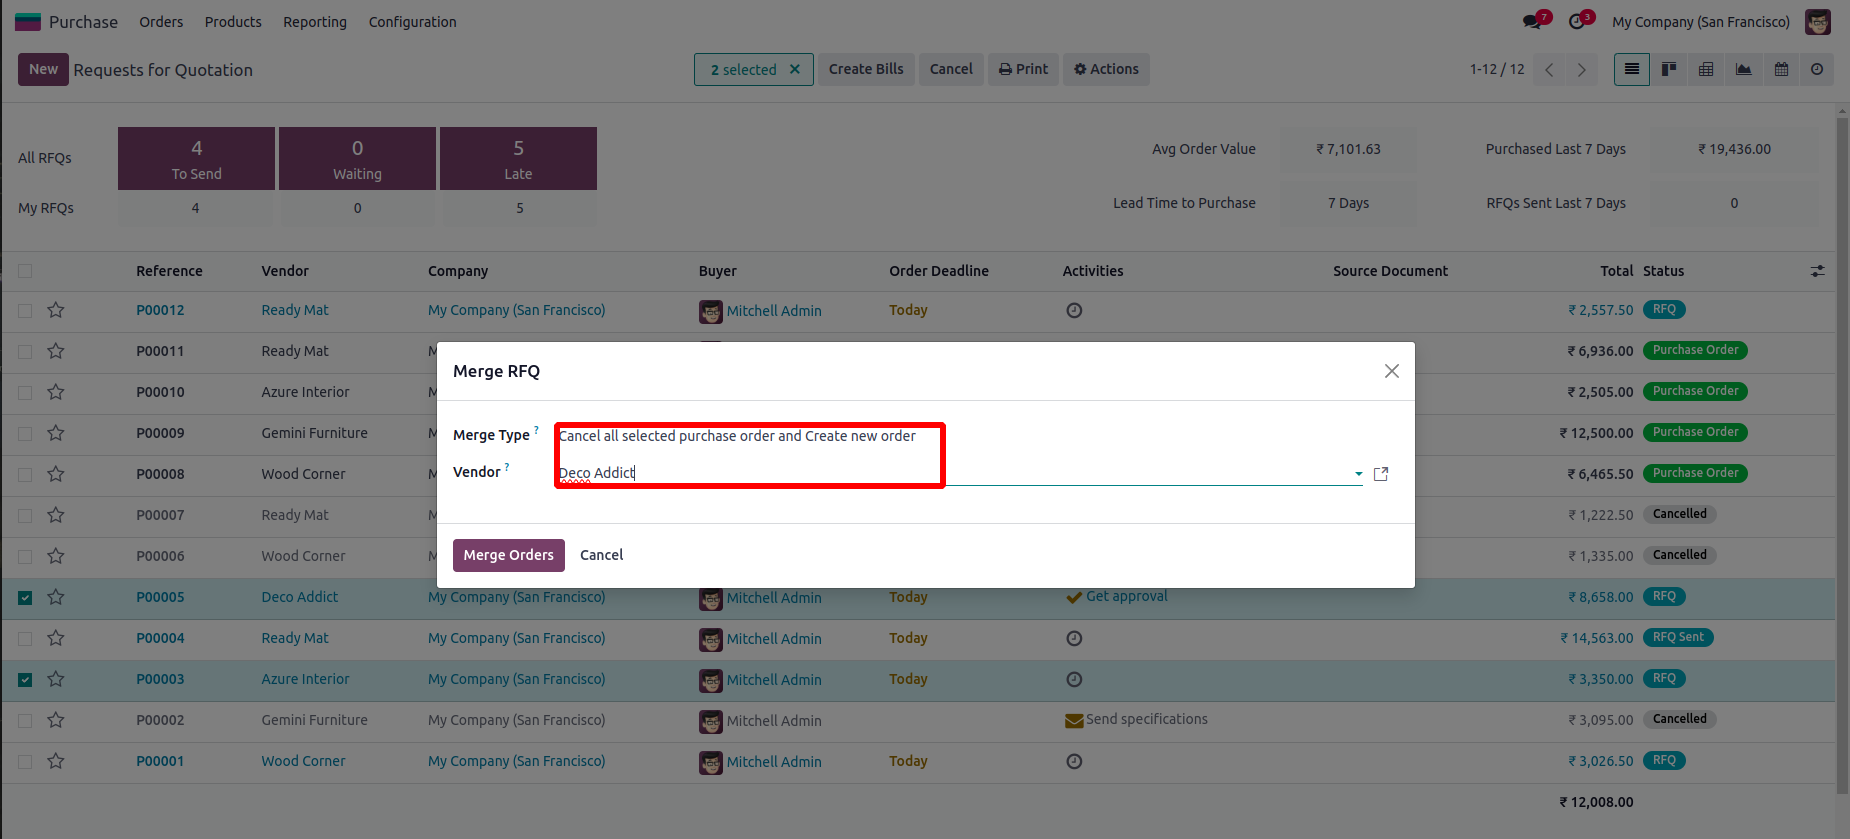 Purchase Orders Products Reporting Configuration 7 3 My Company (San Francisco)
New Requests for Quotation 2 selected × Create Bills Cancel Print Actions 1-12 / 12
All RFQs 4 To Send 0 Waiting 5 Late
My RFQs 4 0 5
Avg Order Value ₹ 7,101.63 Purchased Last 7 Days ₹ 19,436.00
Lead Time to Purchase 7 Days RFQs Sent Last 7 Days 0
Reference Vendor Company Buyer Order Deadline Activities Source Document Total Status
P00012 Ready Mat My Company (San Francisco) Mitchell Admin Today ₹ 2,557.50 RFQ
P00011 Ready Mat M ₹ 6,936.00 Purchase Order
P00010 Azure Interior M ₹ 2,505.00 Purchase Order
P00009 Gemini Furniture M ₹ 12,500.00 Purchase Order
P00008 Wood Corner M ₹ 6,465.50 Purchase Order
P00007 Ready Mat M ₹ 1,222.50 Cancelled
P00006 Wood Corner M ₹ 1,335.00 Cancelled
Merge RFQ
Merge Type ? Cancel all selected purchase order and Create new order
Vendor ? Deco Addict
Merge Orders Cancel
P00005 Deco Addict My Company (San Francisco) Mitchell Admin Today Get approval ₹ 8,658.00 RFQ
P00004 Ready Mat My Company (San Francisco) Mitchell Admin Today ₹ 14,563.00 RFQ Sent
P00003 Azure Interior My Company (San Francisco) Mitchell Admin Today ₹ 3,350.00 RFQ
P00002 Gemini Furniture My Company (San Francisco) Mitchell Admin Send specifications ₹ 3,095.00 Cancelled
P00001 Wood Corner My Company (San Francisco) Mitchell Admin Today ₹ 3,026.50 RFQ
₹ 12,008.00